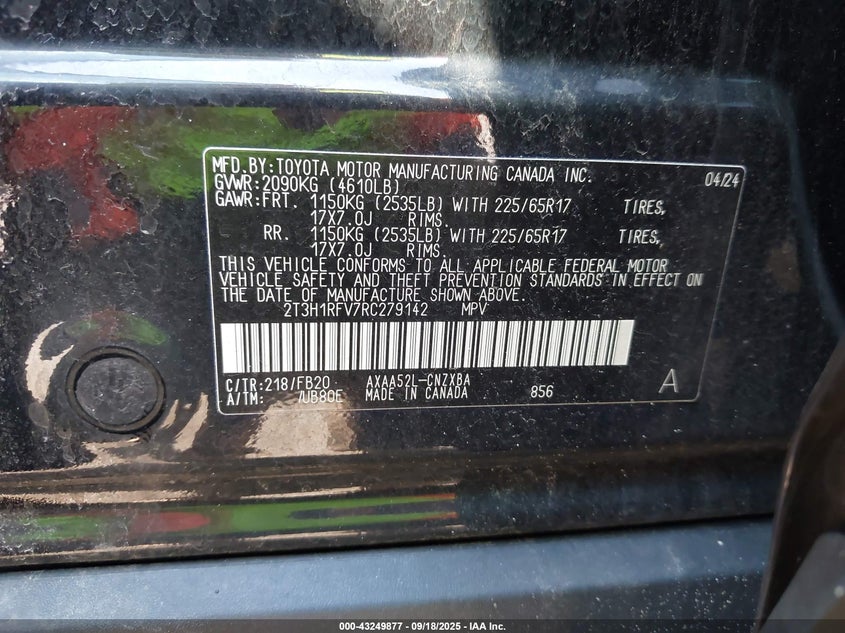 MFD.BY:TOYOTA MOTOR MANUFACTURING CANADA INC. 04/24
GVWR:2090KG (4610LB)
GAWR:FRT. 1150KG (2535LB) WITH 225/65R17 TIRES,
17X7.0J RIMS.
RR. 1150KG (2535LB) WITH 225/65R17 TIRES,
17X7.0J RIMS.
THIS VEHICLE CONFORMS TO ALL APPLICABLE FEDERAL MOTOR
VEHICLE SAFETY AND THEFT PREVENTION STANDARDS IN EFFECT ON
THE DATE OF MANUFACTURE SHOWN ABOVE.
2T3H1RFV7RC279142 MPV
C/TR:218/FB20 AXAA52L-CNZXBA A
A/TM: /UB80E MADE IN CANADA 856
000-43249877 - 09/18/2025 - IAA Inc.